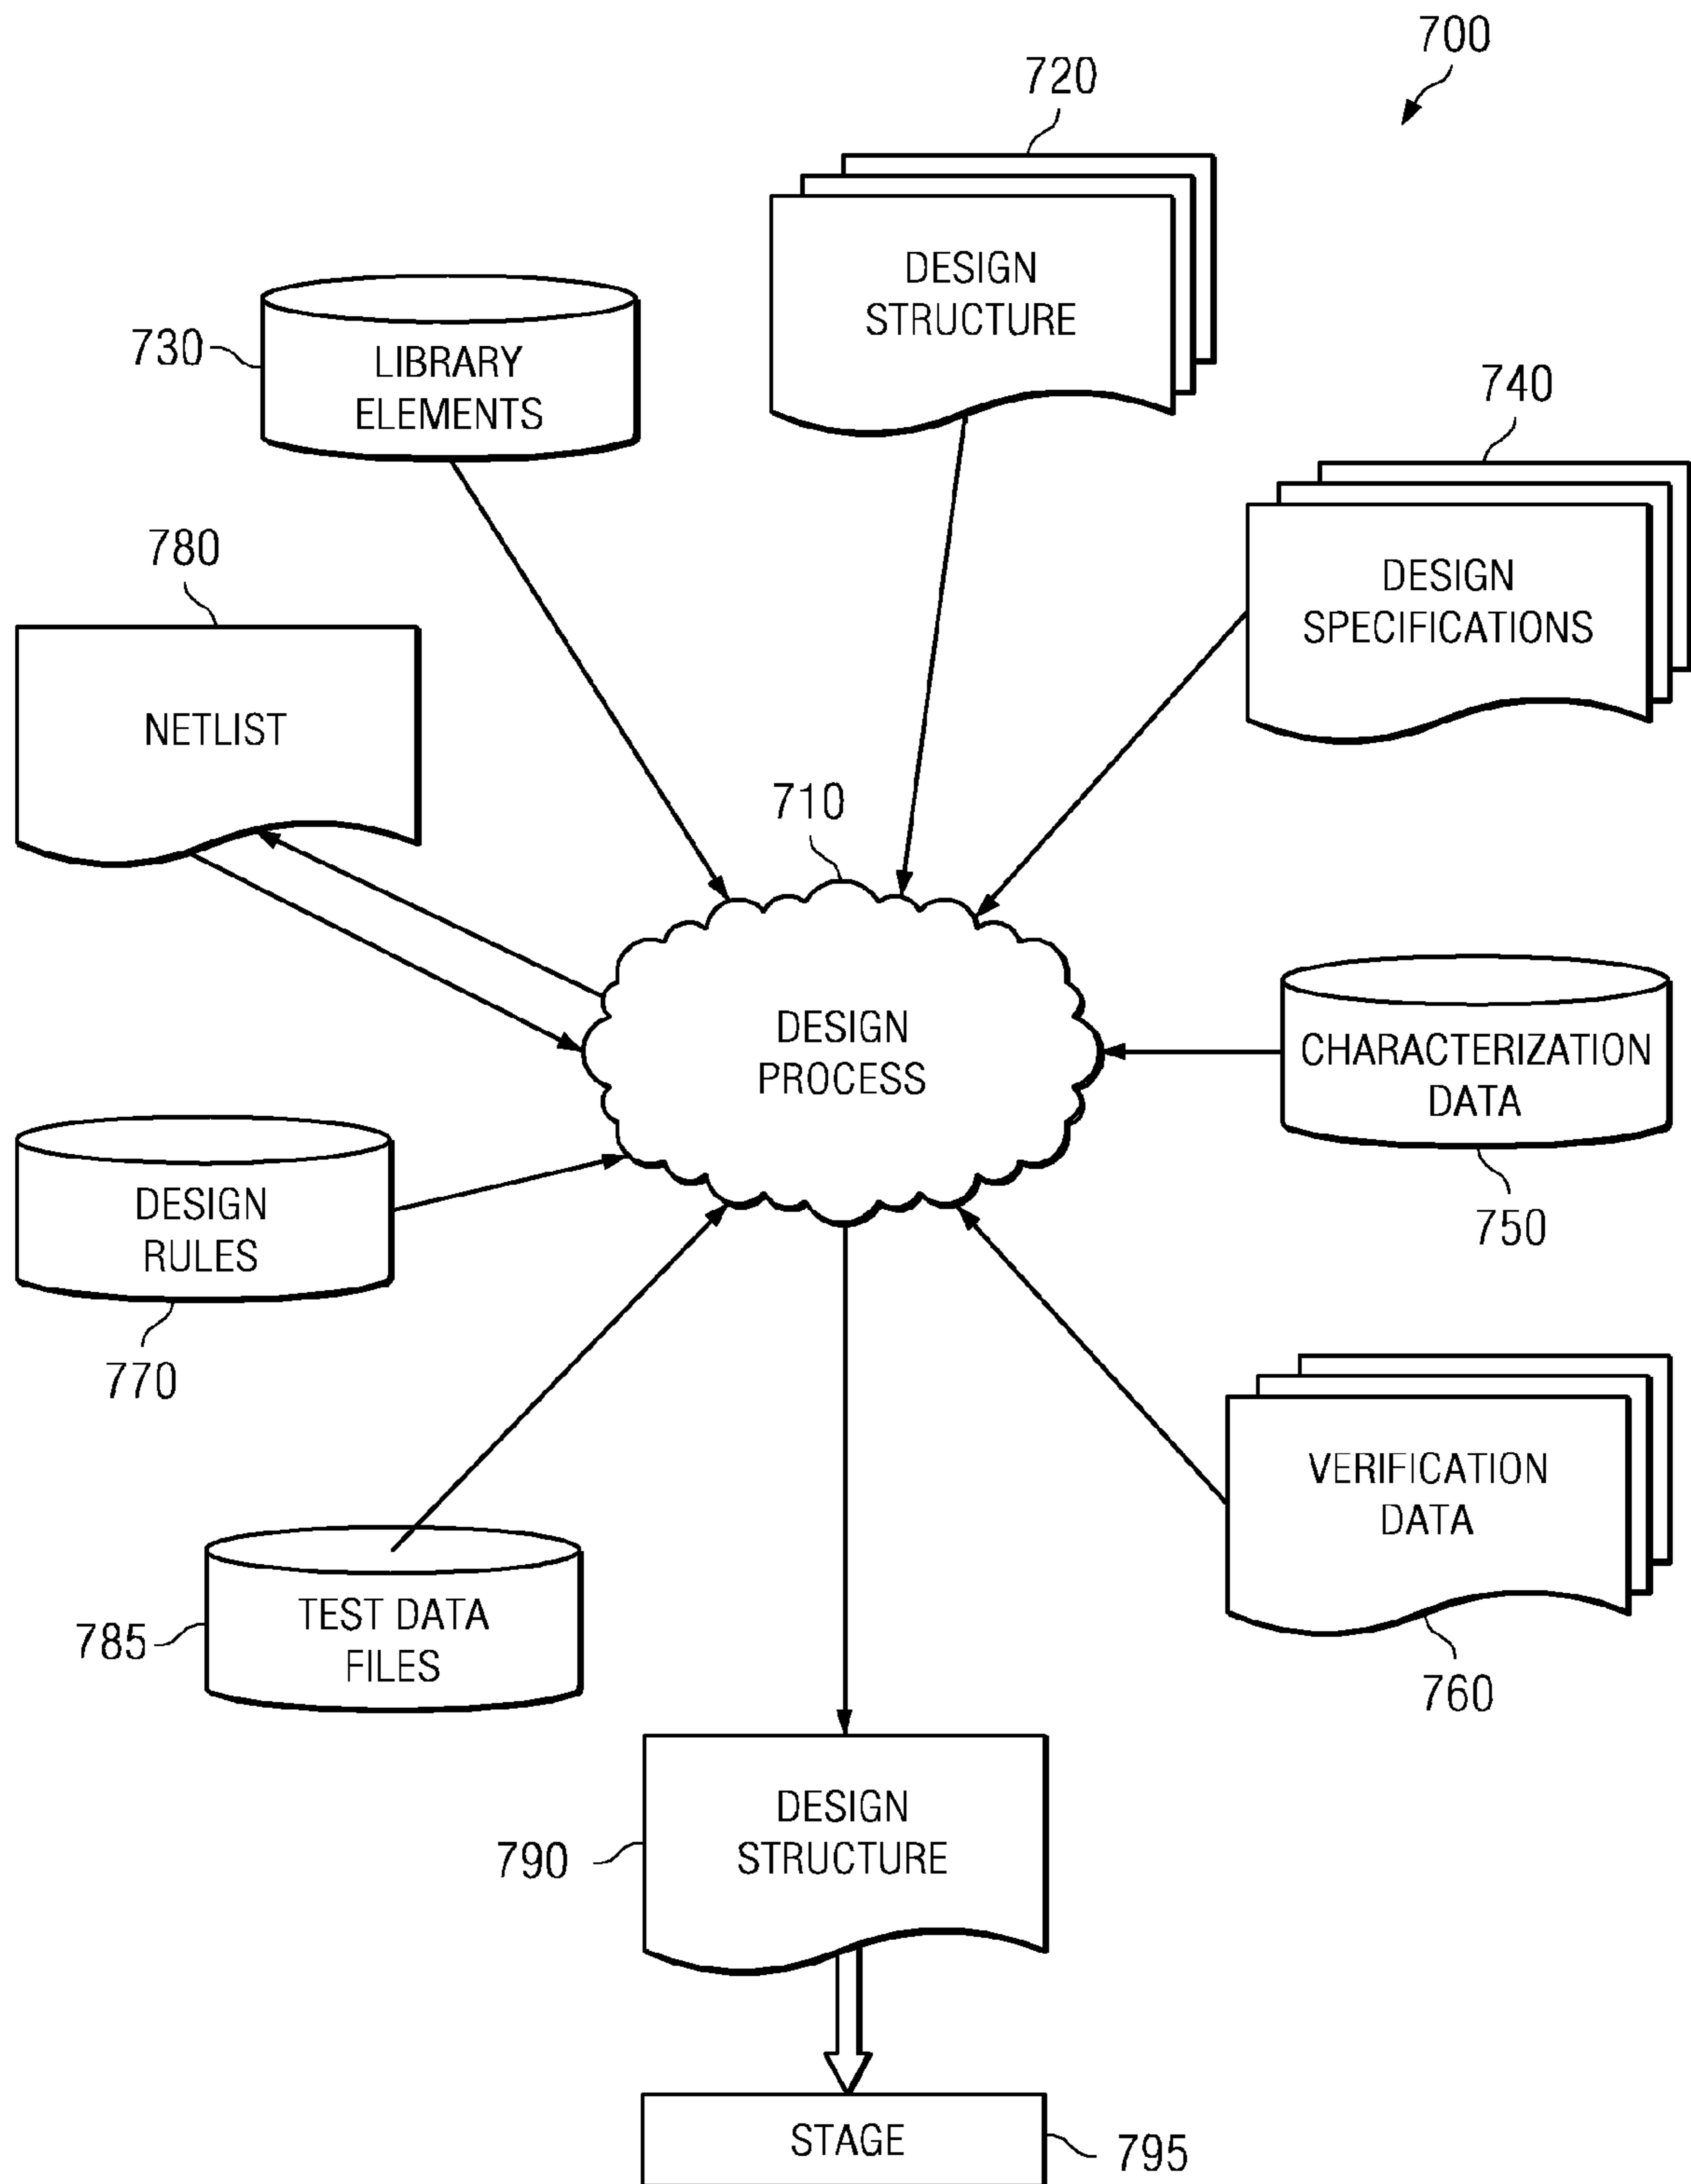 700
720
DESIGN
STRUCTURE
730
LIBRARY
ELEMENTS
740
DESIGN
SPECIFICATIONS
780
NETLIST
710
DESIGN
PROCESS
CHARACTERIZATION
DATA
750
DESIGN
RULES
770
VERIFICATION
DATA
760
TEST DATA
FILES
785
DESIGN
STRUCTURE
790
STAGE
795